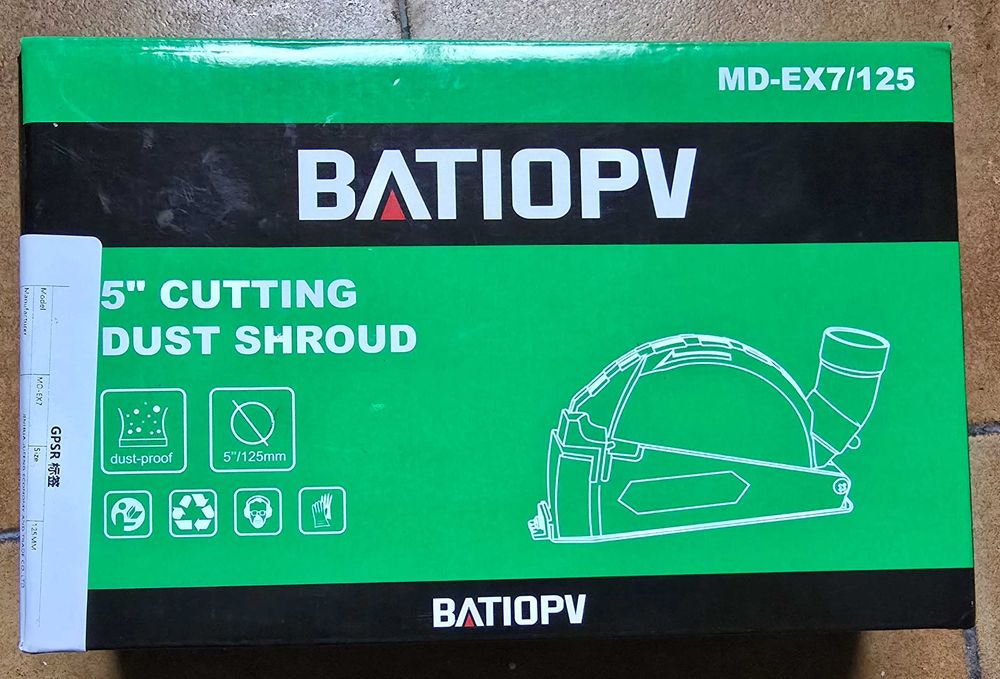 MD-EX7/125
BATIOPV
5" CUTTING
DUST SHROUD
dust-proof
5"/125mm
BATIOPV
GPSR 标签
Model
MD-EX7
Size
125MM
Manufacturer